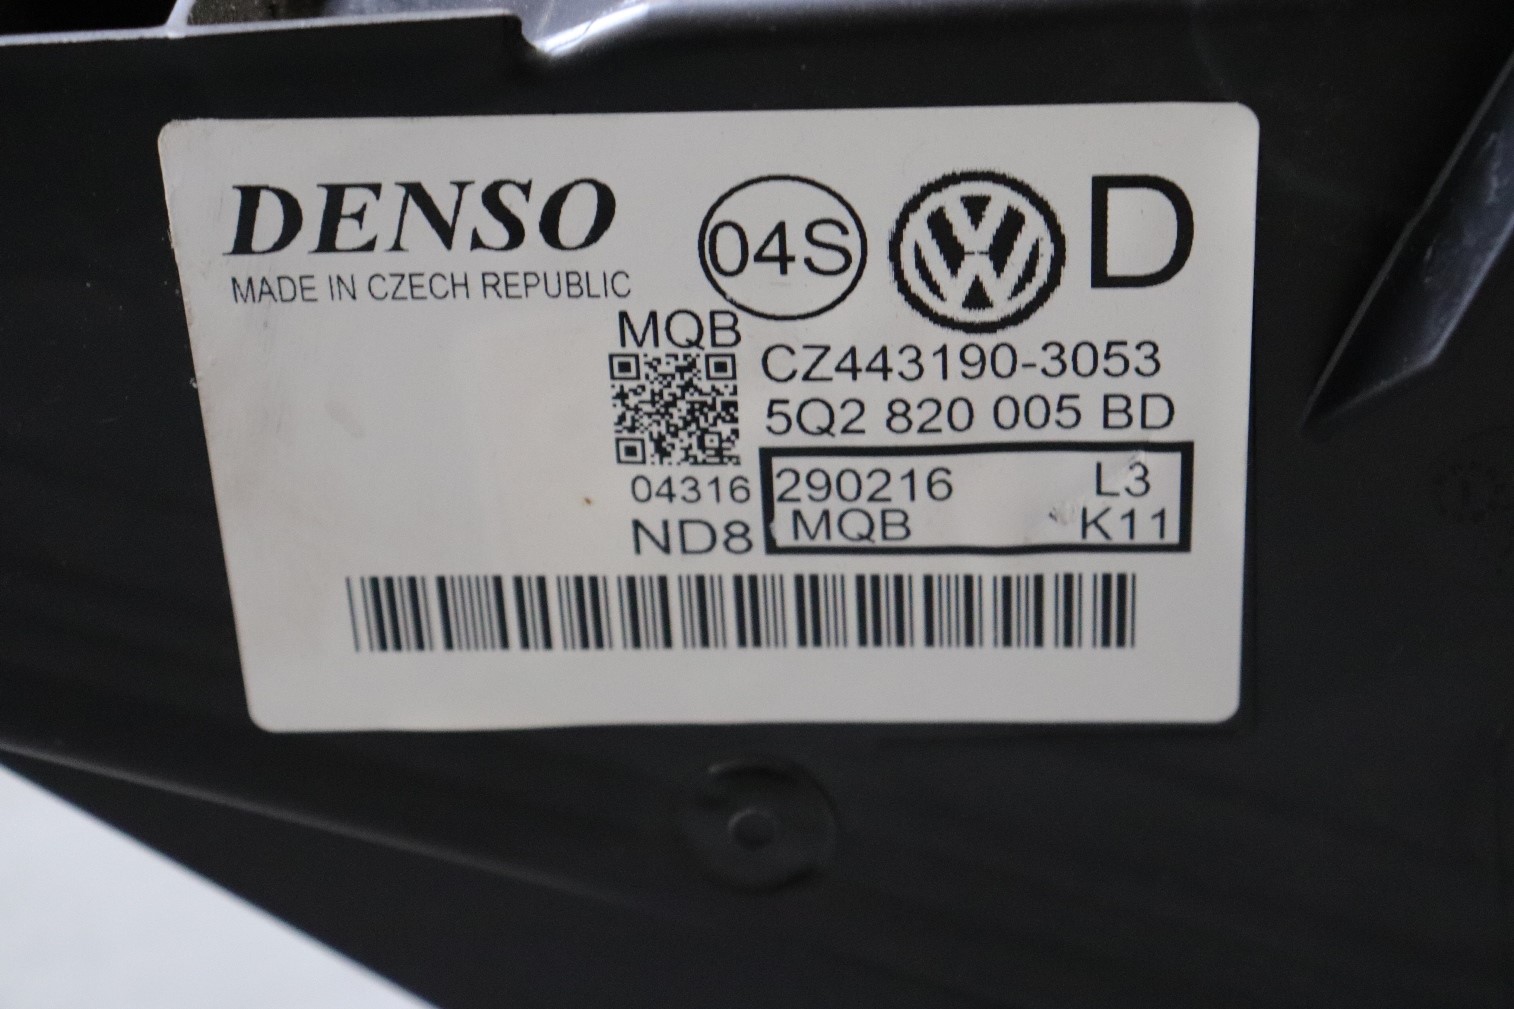 DENSO
MADE IN CZECH REPUBLIC
04S
VW
D
MQB
CZ443190-3053
5Q2 820 005 BD
04316
290216 L3
ND8
MQB K11